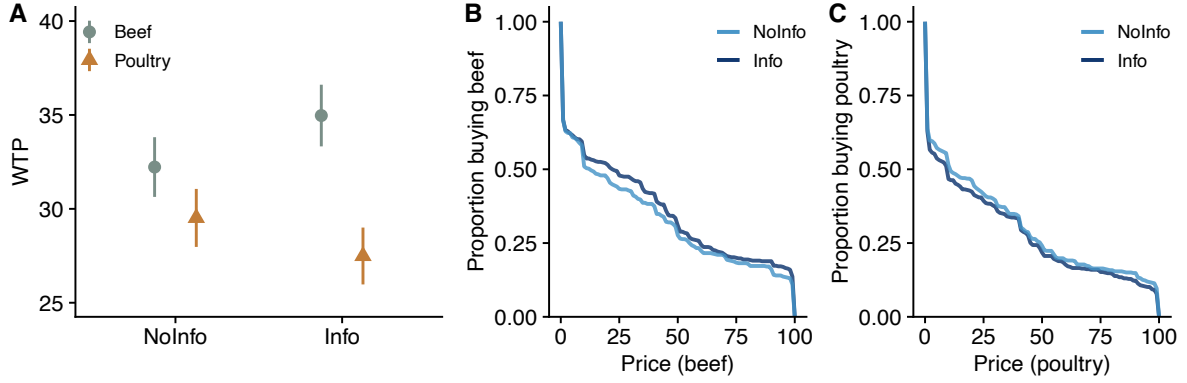 A
40
35
30
25
WTP
Beef
Poultry
NoInfo
Info
B
1.00
0.75
0.50
0.25
0.00
Proportion buying beef
NoInfo
Info
0
25
50
75
100
Price (beef)
C
1.00
0.75
0.50
0.25
0.00
Proportion buying poultry
NoInfo
Info
0
25
50
75
100
Price (poultry)